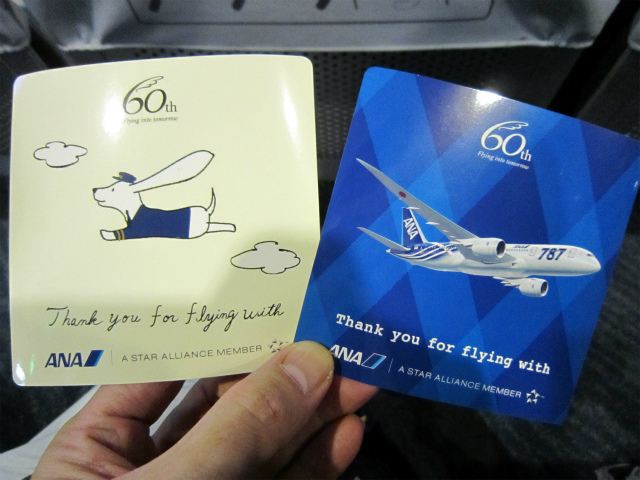 60th
Flying into tomorrow
Thank you for flying with
ANA
A STAR ALLIANCE MEMBER
60th
Flying into tomorrow
ANA
787
Thank you for flying with
ANA
A STAR ALLIANCE MEMBER